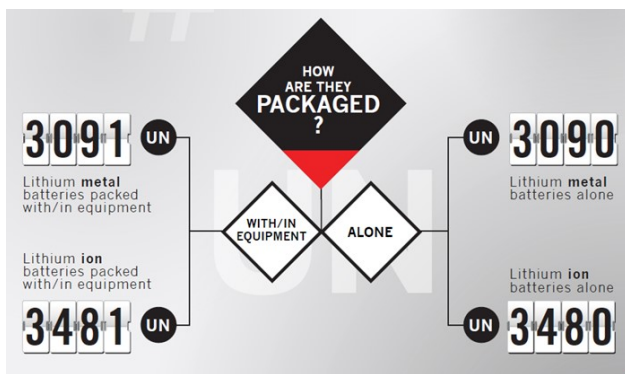 #
HOW
ARE THEY
PACKAGED
?
3091 UN
Lithium metal
batteries packed
with/in equipment
UN 3090
Lithium metal
batteries alone
WITH/IN
EQUIPMENT
ALONE
UN
Lithium ion
batteries packed
with/in equipment
3481 UN
Lithium ion
batteries alone
UN 3480